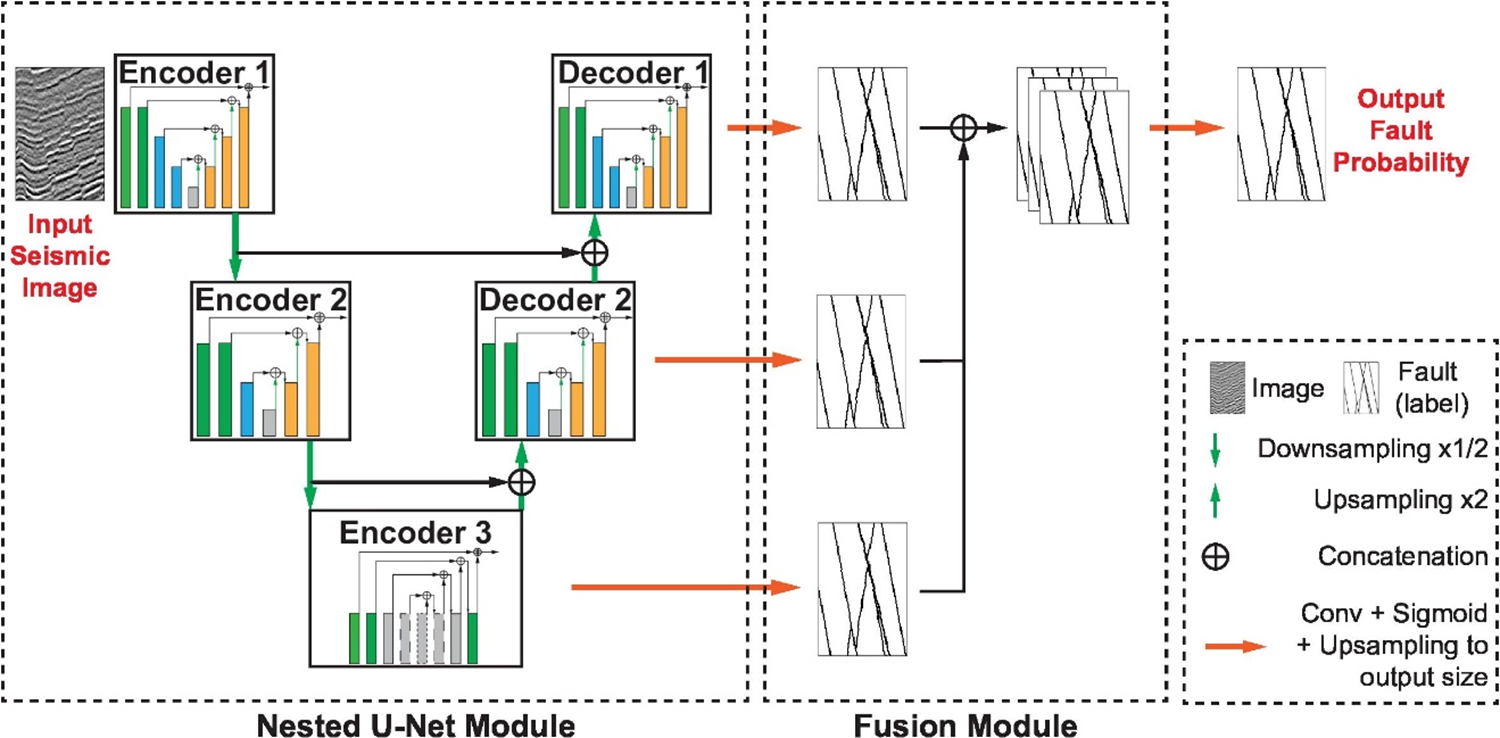 Encoder 1
Decoder 1
Input
Seismic
Image
Output
Fault
Probability
Encoder 2
Decoder 2
Encoder 3
Image
Fault
(label)
Downsampling x1/2
Upsampling x2
Concatenation
Conv + Sigmoid
+ Upsampling to
output size
Nested U-Net Module
Fusion Module